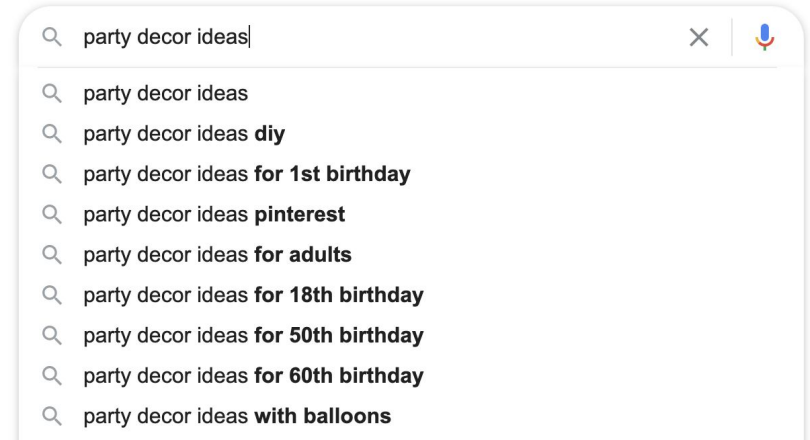 party decor ideas
party decor ideas
party decor ideas diy
party decor ideas for 1st birthday
party decor ideas pinterest
party decor ideas for adults
party decor ideas for 18th birthday
party decor ideas for 50th birthday
party decor ideas for 60th birthday
party decor ideas with balloons